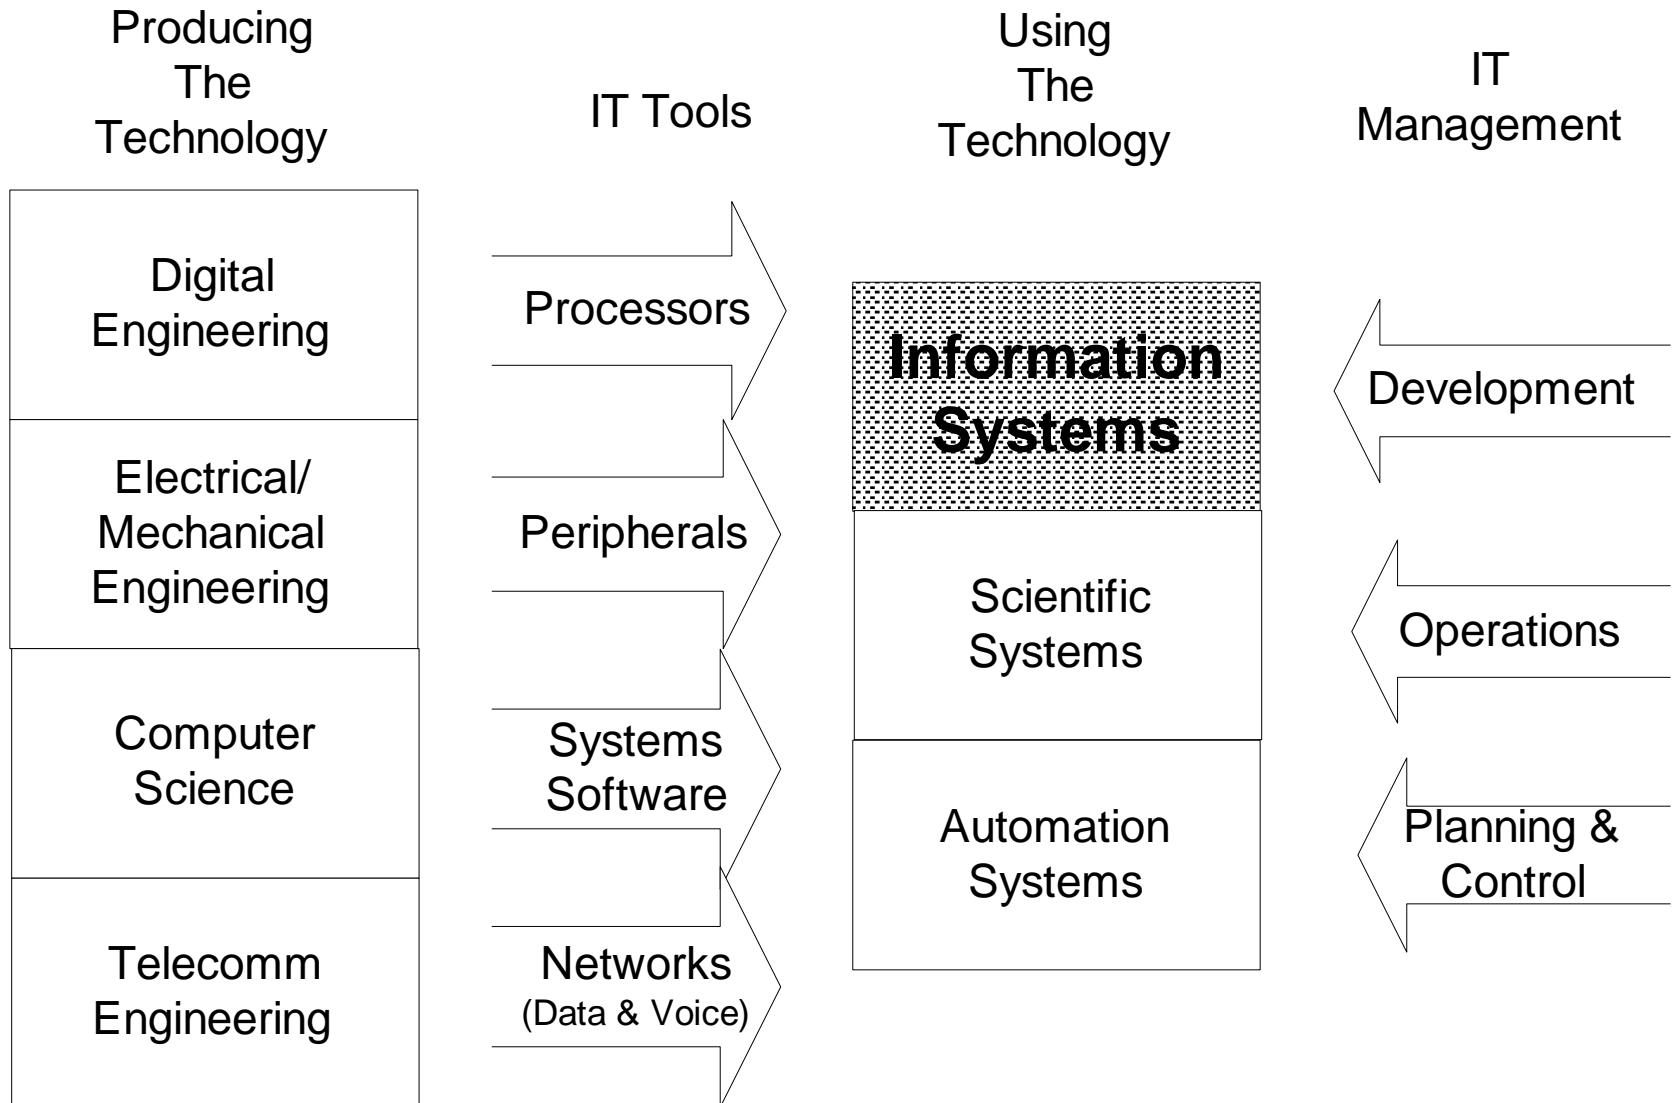 Producing
The
Technology
IT Tools
Using
The
Technology
IT
Management
Digital
Engineering
Electrical/
Mechanical
Engineering
Computer
Science
Telecomm
Engineering
Processors
Peripherals
Systems
Software
Networks
(Data & Voice)
Information
Systems
Scientific
Systems
Automation
Systems
Development
Operations
Planning &
Control